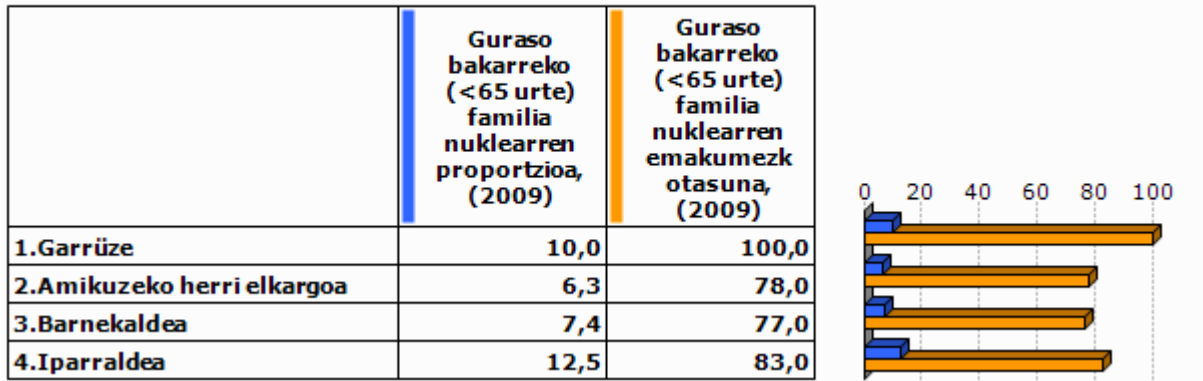 Guraso
bakarreko
(<65 urte)
familia
nuklearren
proportzioa,
(2009)
Guraso
bakarreko
(<65 urte)
familia
nuklearren
emakumezk
otasuna,
(2009)
0 20 40 60 80 100
1.Garrüze 10,0 100,0
2.Amikuzeko herri elkargoa 6,3 78,0
3.Barnekaldea 7,4 77,0
4.Iparraldea 12,5 83,0